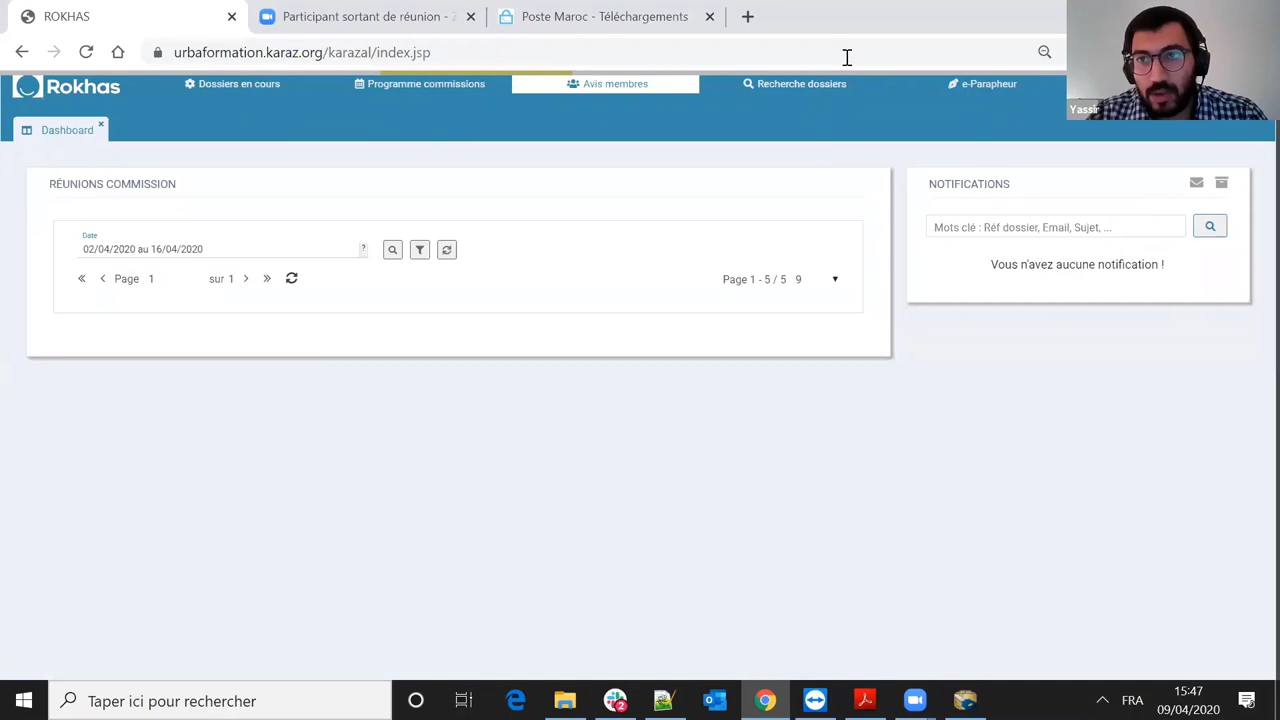 ROKHAS
Participant sortant de réunion - Z
Poste Maroc - Téléchargements
urbaformation.karaz.org/karazal/index.jsp
Rokhas
Dossiers en cours
Programme commissions
Avis membres
Recherche dossiers
e-Parapheur
Yassir
Dashboard
RÉUNIONS COMMISSION
NOTIFICATIONS
Date
02/04/2020 au 16/04/2020
?
Mots clé : Réf dossier, Email, Sujet, ...
Vous n'avez aucune notification !
Page 1 sur 1
Page 1 - 5 / 5 9
Taper ici pour rechercher
2
FRA
15:47
09/04/2020